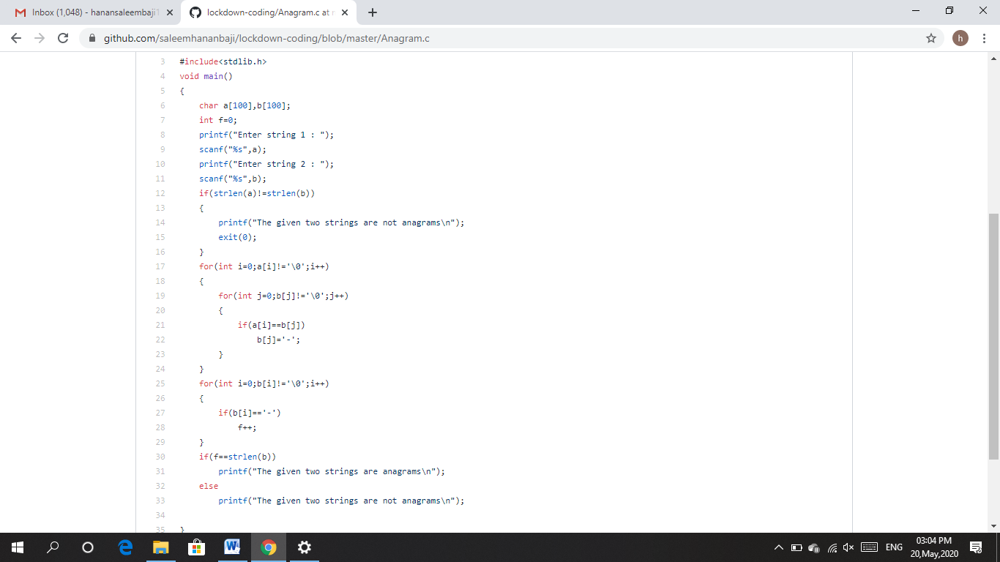 Inbox (1,048) - hanansaleembaji1
lockdown-coding/Anagram.c at
github.com/saleemhananbaji/lockdown-coding/blob/master/Anagram.c
h
3 #include<stdlib.h>
4 void main()
5 {
6 char a[100],b[100];
7 int f=0;
8 printf("Enter string 1 : ");
9 scanf("%s",a);
10 printf("Enter string 2 : ");
11 scanf("%s",b);
12 if(strlen(a)!=strlen(b))
13 {
14 printf("The given two strings are not anagrams\n");
15 exit(0);
16 }
17 for(int i=0;a[i]!='\0';i++)
18 {
19 for(int j=0;b[j]!='\0';j++)
20 {
21 if(a[i]==b[j])
22 b[j]='-';
23 }
24 }
25 for(int i=0;b[i]!='\0';i++)
26 {
27 if(b[i]=='-')
28 f++;
29 }
30 if(f==strlen(b))
31 printf("The given two strings are anagrams\n");
32 else
33 printf("The given two strings are not anagrams\n");
34
35 }
ENG
03:04 PM
20,May,2020